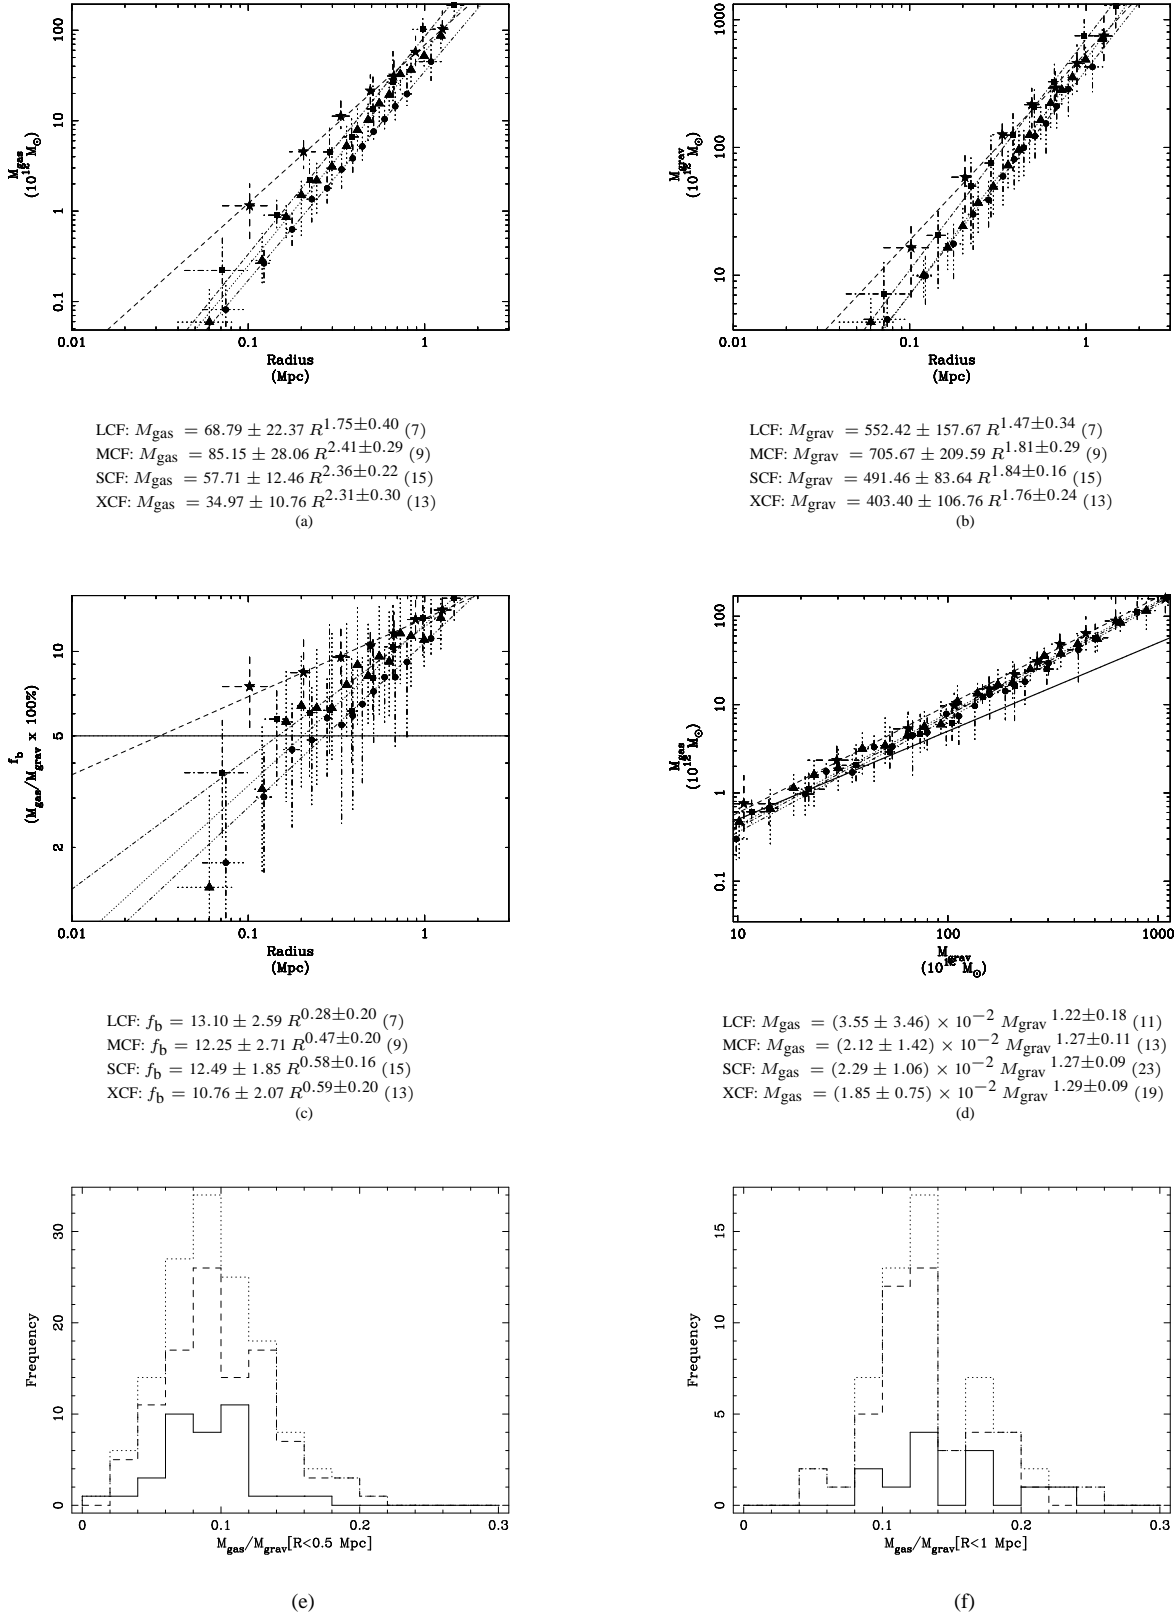 100
10
1
0.1
M_gas
(10^12 M⊙)
0.01 0.1 1
Radius
(Mpc)
LCF: M_gas = 68.79 ± 22.37 R^1.75±0.40 (7)
MCF: M_gas = 85.15 ± 28.06 R^2.41±0.29 (9)
SCF: M_gas = 57.71 ± 12.46 R^2.36±0.22 (15)
XCF: M_gas = 34.97 ± 10.76 R^2.31±0.30 (13)
(a)
1000
100
10
M_grav
(10^12 M⊙)
0.01 0.1 1
Radius
(Mpc)
LCF: M_grav = 552.42 ± 157.67 R^1.47±0.34 (7)
MCF: M_grav = 705.67 ± 209.59 R^1.81±0.29 (9)
SCF: M_grav = 491.46 ± 83.64 R^1.84±0.16 (15)
XCF: M_grav = 403.40 ± 106.76 R^1.76±0.24 (13)
(b)
10
5
2
f_b
(M_gas/M_grav x 100%)
0.01 0.1 1
Radius
(Mpc)
LCF: f_b = 13.10 ± 2.59 R^0.28±0.20 (7)
MCF: f_b = 12.25 ± 2.71 R^0.47±0.20 (9)
SCF: f_b = 12.49 ± 1.85 R^0.58±0.16 (15)
XCF: f_b = 10.76 ± 2.07 R^0.59±0.20 (13)
(c)
100
10
1
0.1
M_gas
(10^12 M⊙)
10 100 1000
M_grav
(10^12 M⊙)
LCF: M_gas = (3.55 ± 3.46) × 10^−2 M_grav^1.22±0.18 (11)
MCF: M_gas = (2.12 ± 1.42) × 10^−2 M_grav^1.27±0.11 (13)
SCF: M_gas = (2.29 ± 1.06) × 10^−2 M_grav^1.27±0.09 (23)
XCF: M_gas = (1.85 ± 0.75) × 10^−2 M_grav^1.29±0.09 (19)
(d)
30
20
10
0
Frequency
0 0.1 0.2 0.3
M_gas/M_grav[R<0.5 Mpc]
(e)
15
10
5
0
Frequency
0 0.1 0.2 0.3
M_gas/M_grav[R<1 Mpc]
(f)